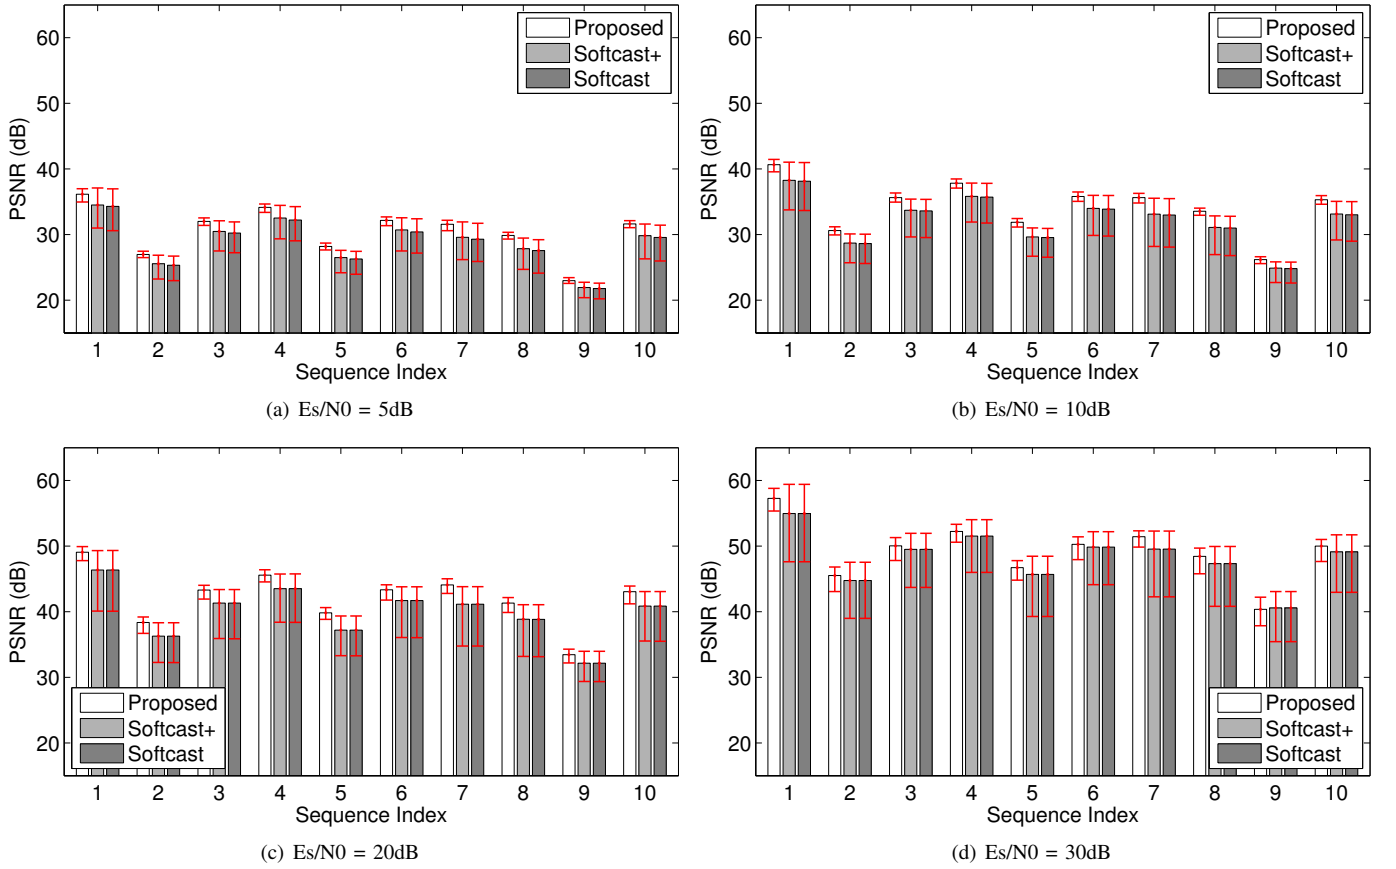 60
50
40
30
20
PSNR (dB)
Proposed
Softcast+
Softcast
1 2 3 4 5 6 7 8 9 10
Sequence Index
(a) Es/N0 = 5dB
60
50
40
30
20
PSNR (dB)
Proposed
Softcast+
Softcast
1 2 3 4 5 6 7 8 9 10
Sequence Index
(b) Es/N0 = 10dB
60
50
40
30
20
PSNR (dB)
Proposed
Softcast+
Softcast
1 2 3 4 5 6 7 8 9 10
Sequence Index
(c) Es/N0 = 20dB
60
50
40
30
20
PSNR (dB)
Proposed
Softcast+
Softcast
1 2 3 4 5 6 7 8 9 10
Sequence Index
(d) Es/N0 = 30dB